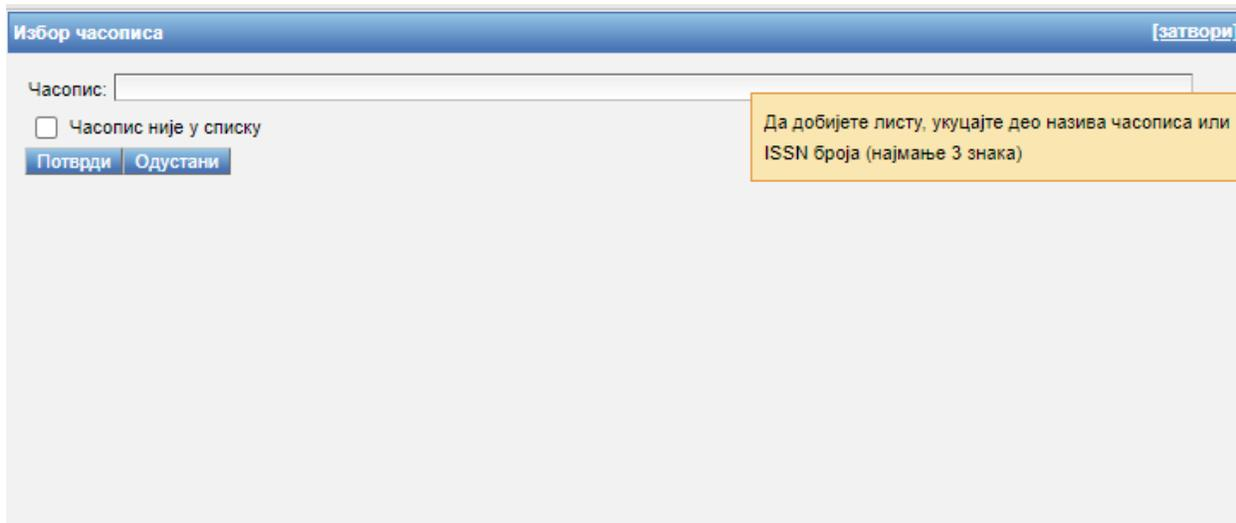 Избор часописа [затвори]
Часопис:
Часопис није у списку
Да добијете листу, укуцајте део назива часописа или
ISSN броја (најмање 3 знака)
Потврди Одустани